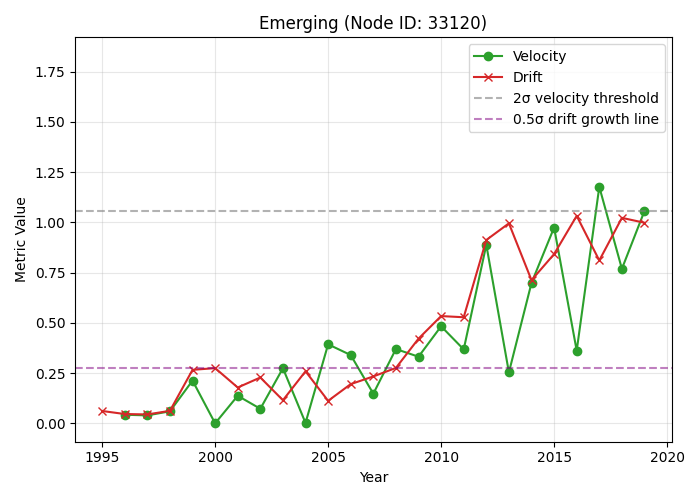 Emerging (Node ID: 33120)
Velocity
Drift
2σ velocity threshold
0.5σ drift growth line
Metric Value
1.75
1.50
1.25
1.00
0.75
0.50
0.25
0.00
1995 2000 2005 2010 2015 2020
Year